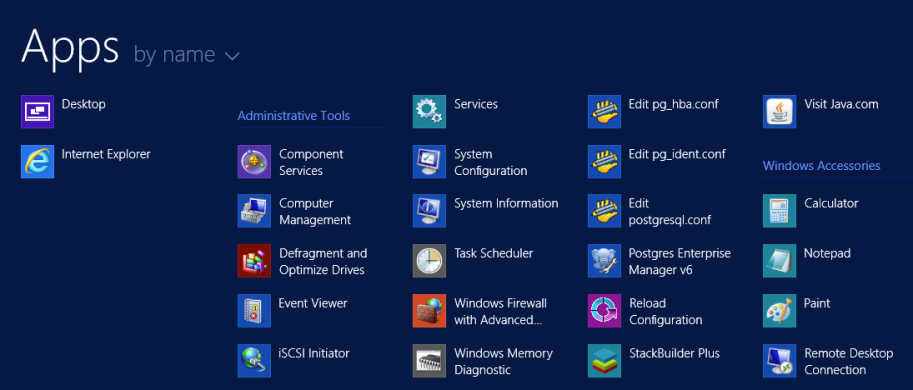 Apps by name
Desktop
Internet Explorer
Administrative Tools
Component
Services
Computer
Management
Defragment and
Optimize Drives
Event Viewer
iSCSI Initiator
Services
System
Configuration
System Information
Task Scheduler
Windows Firewall
with Advanced...
Windows Memory
Diagnostic
Edit pg_hba.conf
Edit pg_ident.conf
Edit
postgresql.conf
Postgres Enterprise
Manager v6
Reload
Configuration
StackBuilder Plus
Visit Java.com
Windows Accessories
Calculator
Notepad
Paint
Remote Desktop
Connection